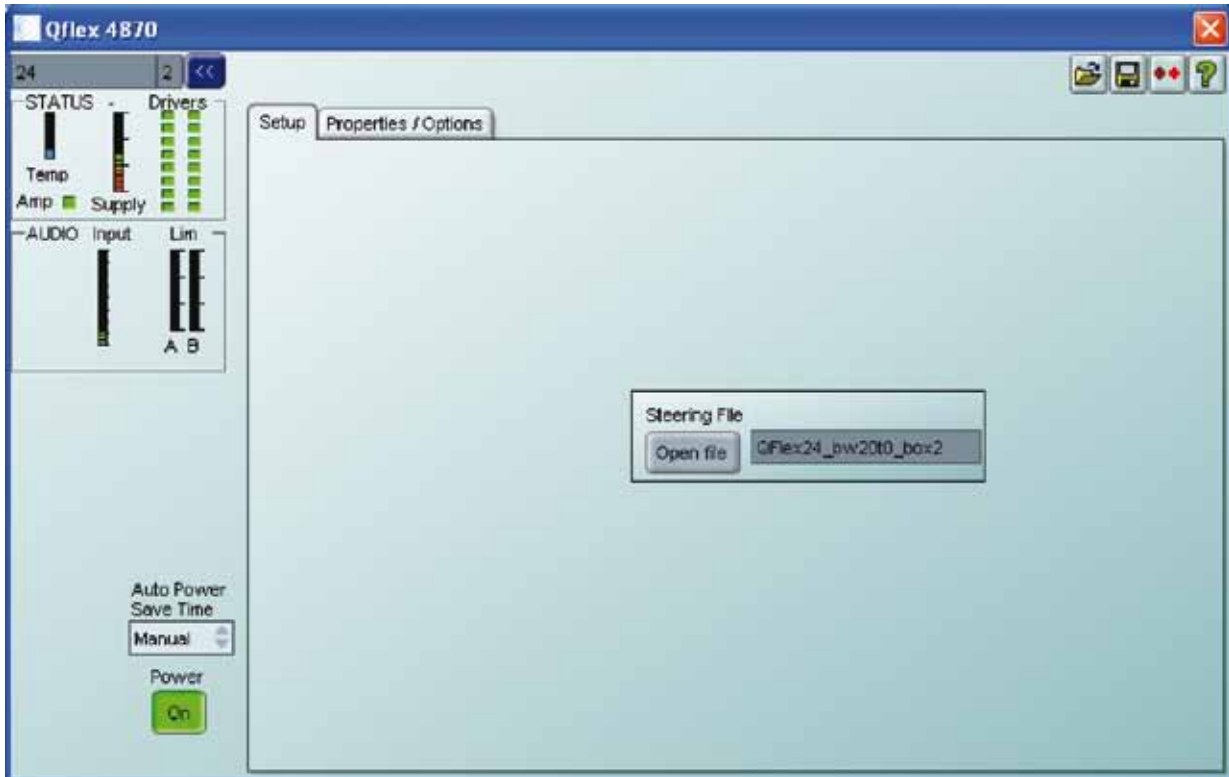 Qflex 4870
24 2 <<
STATUS - Drivers
Temp
Amp Supply
AUDIO Input Lim
A B
Setup Properties / Options
Steering File
Open file QFlex24_bw20t0_box2
Auto Power
Save Time
Manual
Power
On
?